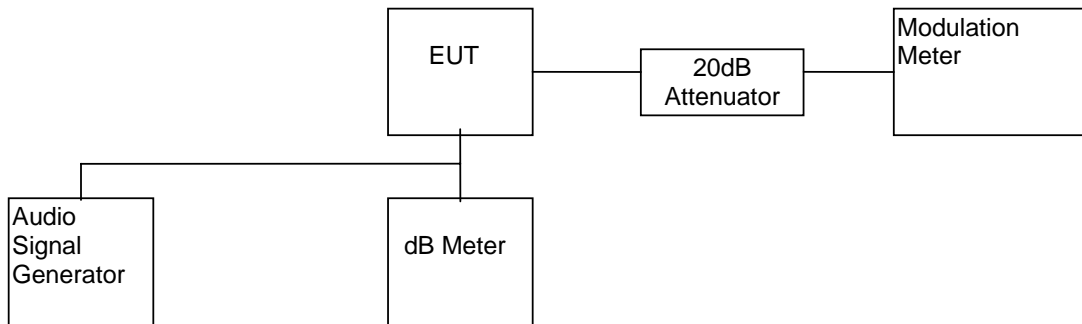 EUT
20dB
Attenuator
Modulation
Meter
Audio
Signal
Generator
dB Meter